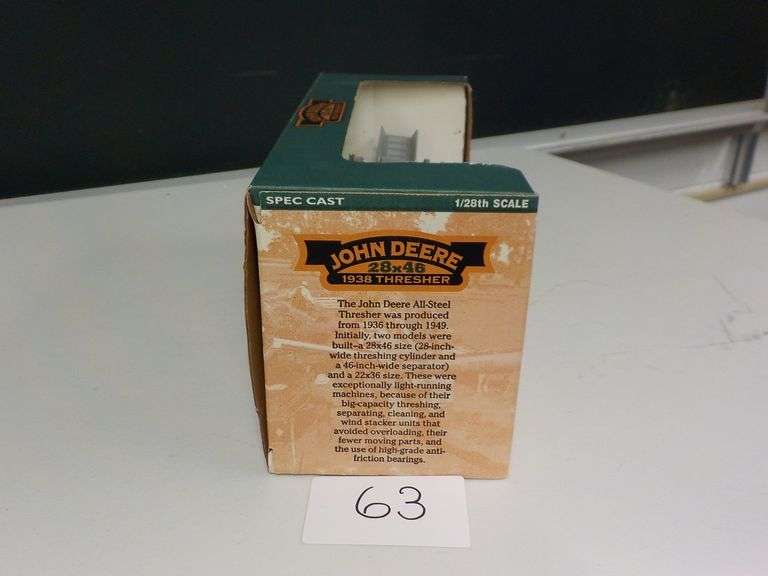 SPEC CAST 1/28th SCALE
JOHN DEERE
28x46
1938 THRESHER
The John Deere All-Steel
Thresher was produced
from 1936 through 1949.
Initially, two models were
built–a 28x46 size (28-inch-
wide threshing cylinder and
a 46-inch-wide separator)
and a 22x36 size. These were
exceptionally light-running
machines, because of their
big-capacity threshing,
separating, cleaning, and
wind stacker units that
avoided overloading, their
fewer moving parts, and
the use of high-grade anti-
friction bearings.
63